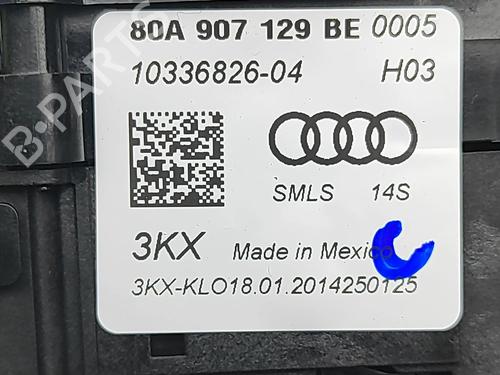 80A 907 129 BE 0005
10336826-04 H03
SMLS 14S
3KX Made in Mexico
3KX-KLO18.01.2014250125
B-PARTS